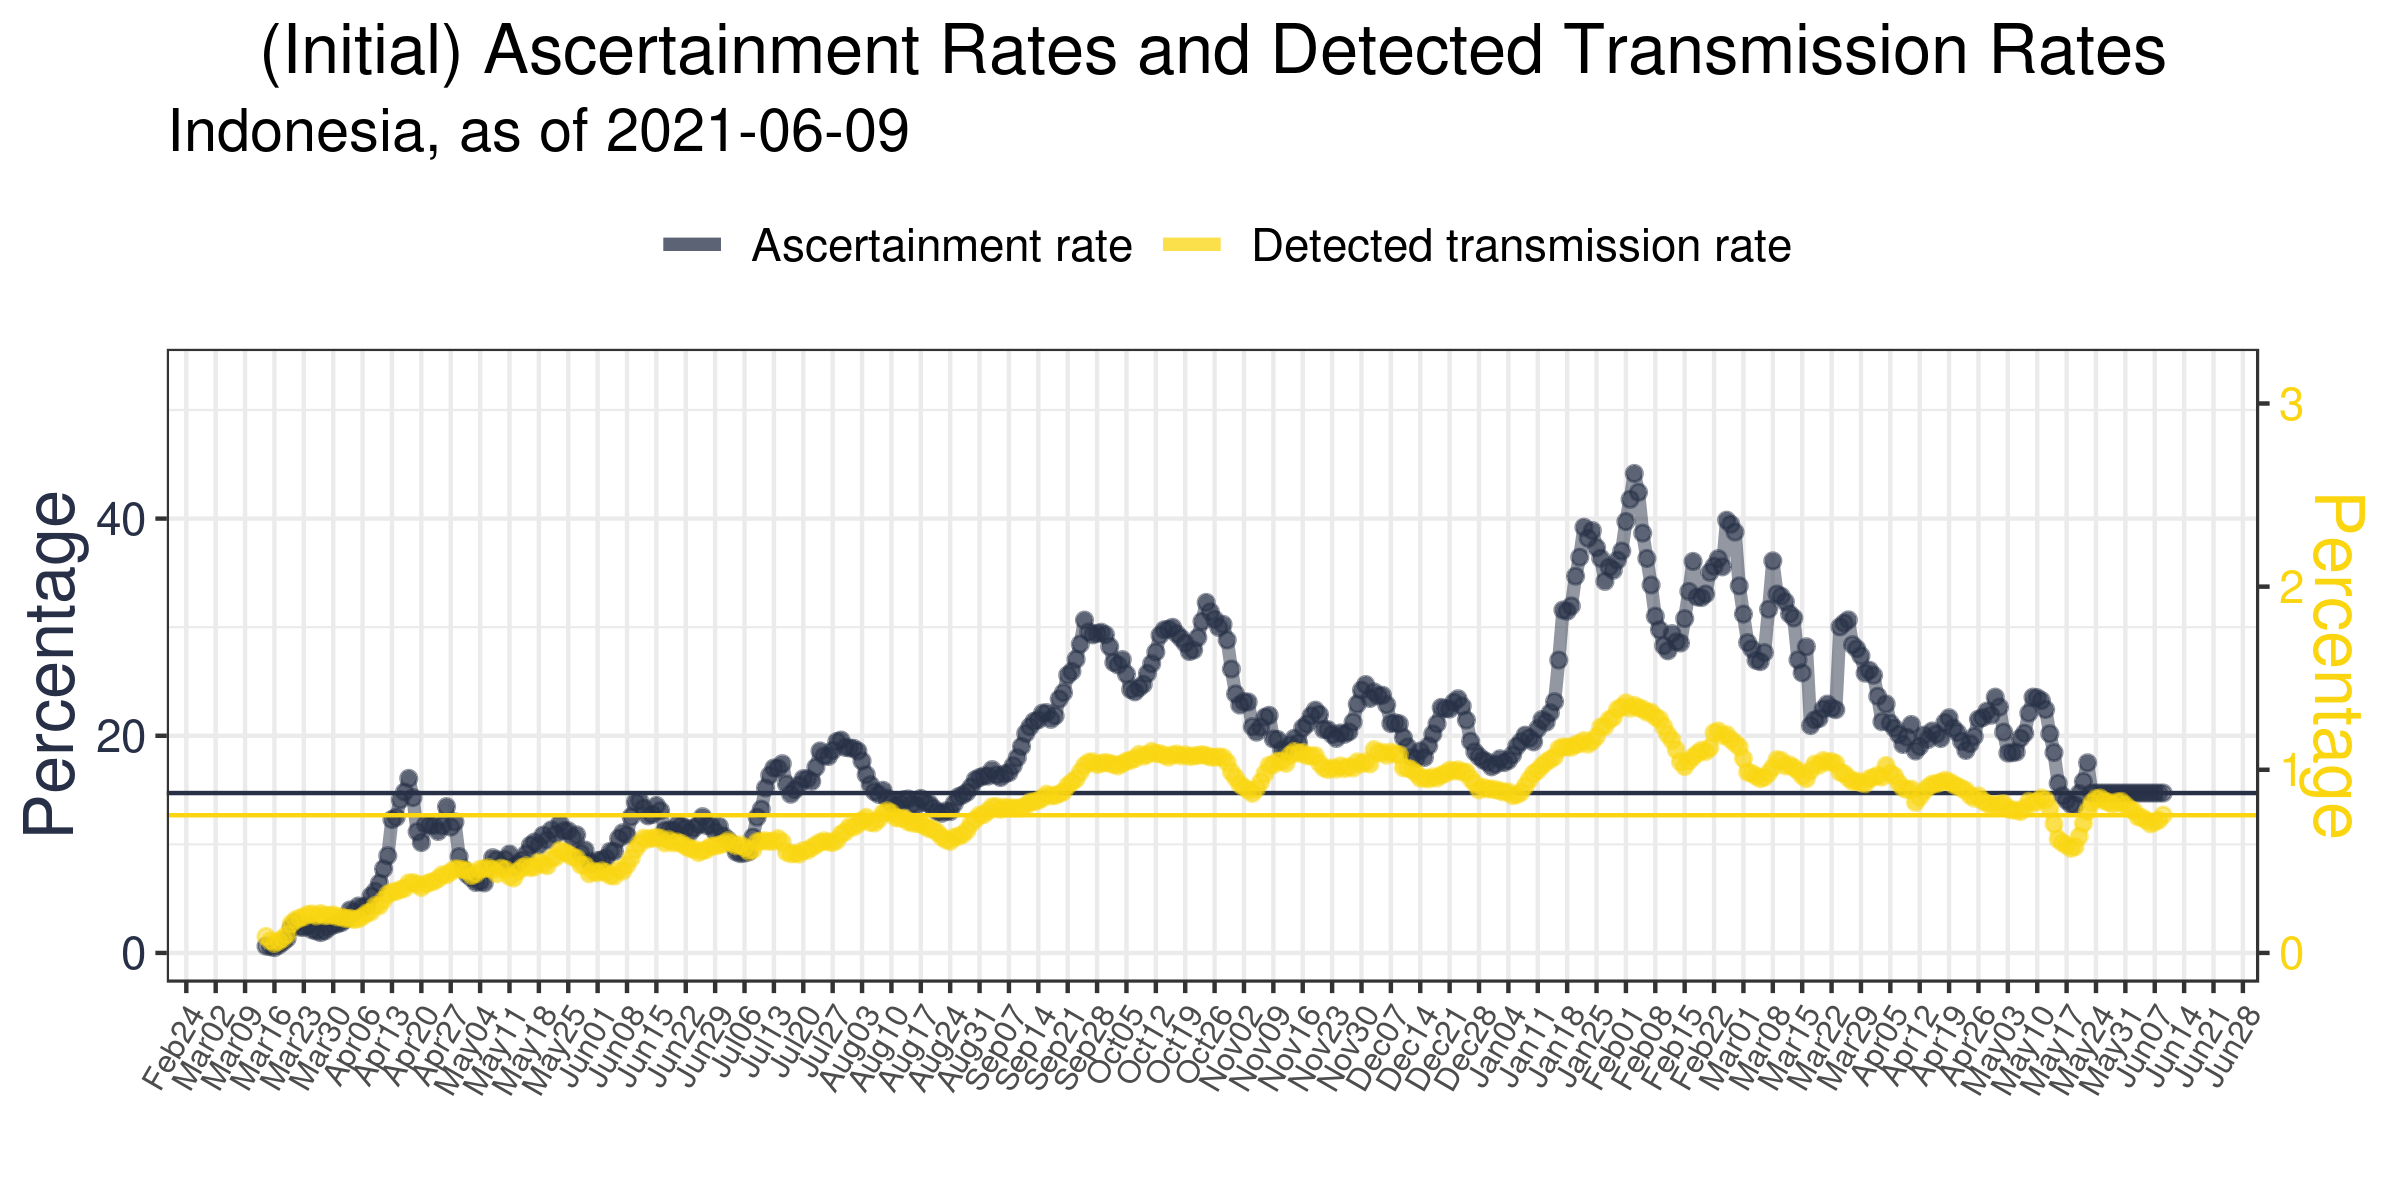 (Initial) Ascertainment Rates and Detected Transmission Rates
Indonesia, as of 2021-06-09
Ascertainment rate Detected transmission rate
Percentage
40
20
0
3
2
1
0
Percentage
Feb24 Mar02 Mar09 Mar16 Mar23 Mar30 Apr06 Apr13 Apr20 Apr27 May04 May11 May18 May25 Jun01 Jun08 Jun15 Jun22 Jun29 Jul06 Jul13 Jul20 Jul27 Aug03 Aug10 Aug17 Aug24 Aug31 Sep07 Sep14 Sep21 Sep28 Oct05 Oct12 Oct19 Oct26 Nov02 Nov09 Nov16 Nov23 Nov30 Dec07 Dec14 Dec21 Dec28 Jan04 Jan11 Jan18 Jan25 Feb01 Feb08 Feb15 Feb22 Mar01 Mar08 Mar15 Mar22 Mar29 Apr05 Apr12 Apr19 Apr26 May03 May10 May17 May24 May31 Jun07 Jun14 Jun21 Jun28